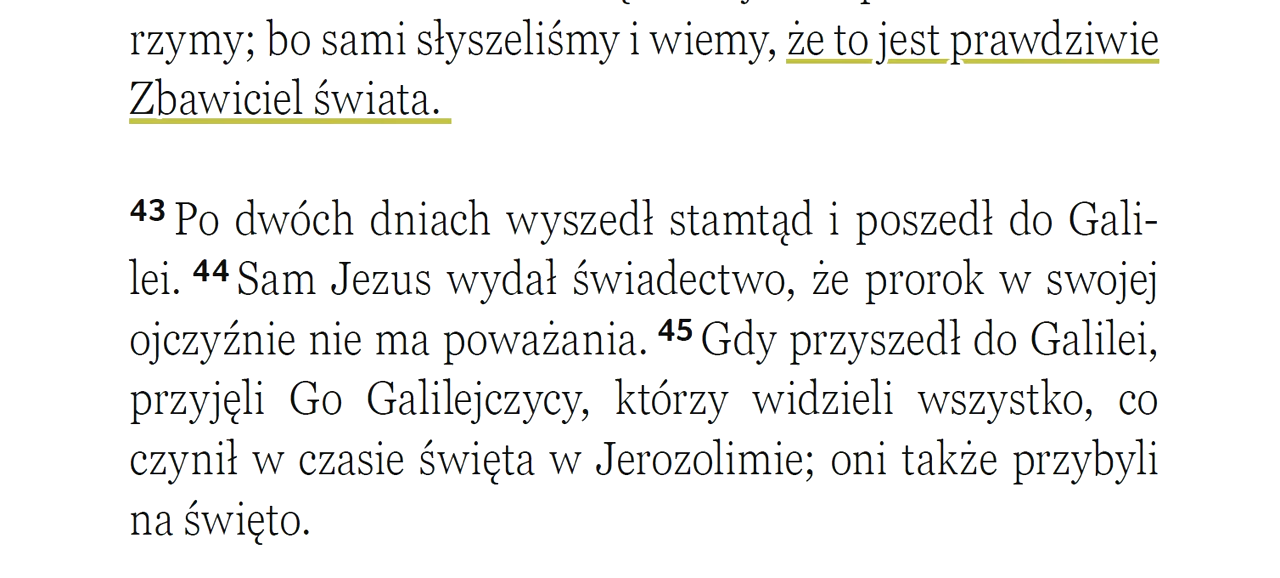 rzymy; bo sami słyszeliśmy i wiemy, że to jest prawdziwie
Zbawiciel świata.
43 Po dwóch dniach wyszedł stamtąd i poszedł do Gali-
lei. 44 Sam Jezus wydał świadectwo, że prorok w swojej
ojczyźnie nie ma poważania. 45 Gdy przyszedł do Galilei,
przyjęli Go Galilejczycy, którzy widzieli wszystko, co
czynił w czasie święta w Jerozolimie; oni także przybyli
na święto.